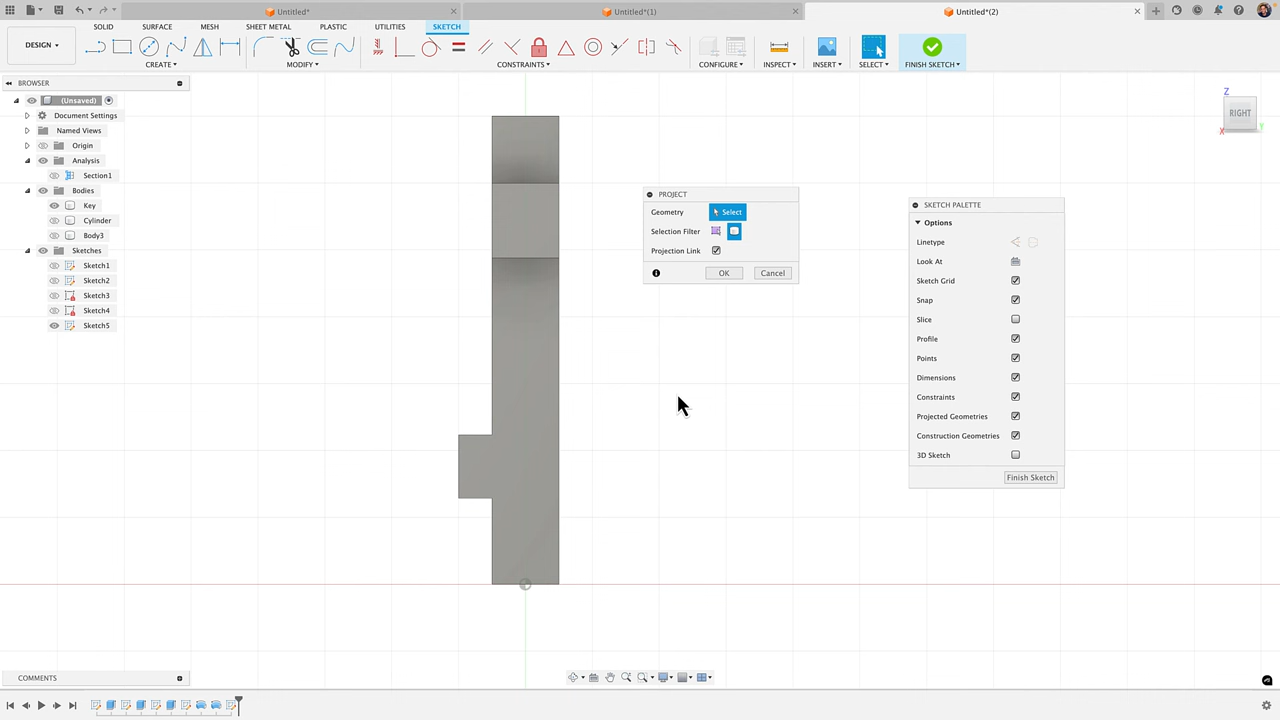 Untitled*
Untitled*(1)
Untitled*(2)
DESIGN
SOLID
SURFACE
MESH
SHEET METAL
PLASTIC
UTILITIES
SKETCH
CREATE
MODIFY
CONSTRAINTS
CONFIGURE
INSPECT
INSERT
SELECT
FINISH SKETCH
BROWSER
(Unsaved)
Document Settings
Named Views
Origin
Analysis
Section1
Bodies
Key
Cylinder
Body3
Sketches
Sketch1
Sketch2
Sketch3
Sketch4
Sketch5
PROJECT
Geometry
Select
Selection Filter
Projection Link
OK
Cancel
Z
RIGHT
X
Y
SKETCH PALETTE
Options
Linetype
Look At
Sketch Grid
Snap
Slice
Profile
Points
Dimensions
Constraints
Projected Geometries
Construction Geometries
3D Sketch
Finish Sketch
COMMENTS